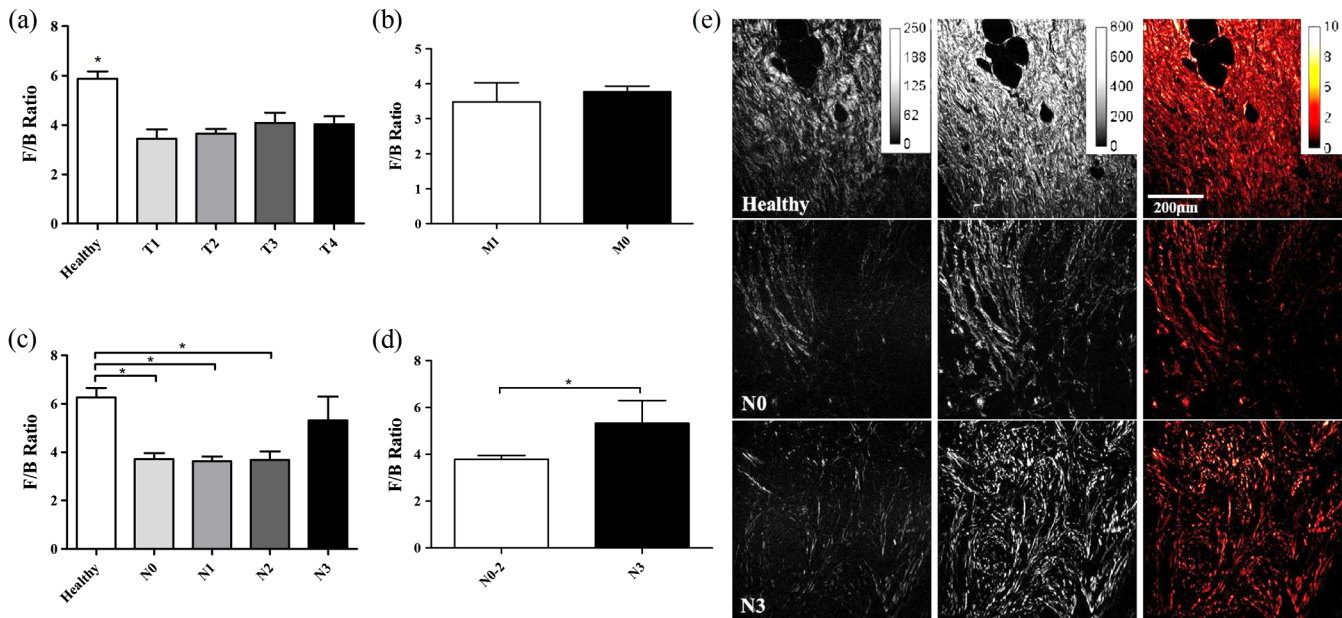 (a)
F/B Ratio
8
6
4
2
0
*
Healthy
T1
T2
T3
T4
(b)
F/B Ratio
5
4
3
2
1
0
M1
M0
(c)
F/B Ratio
8
6
4
2
0
*
*
*
Healthy
N0
N1
N2
N3
(d)
F/B Ratio
8
6
4
2
0
*
N0-2
N3
(e)
250
188
125
62
0
800
600
400
200
0
10
8
5
2
0
Healthy
200µm
N0
N3